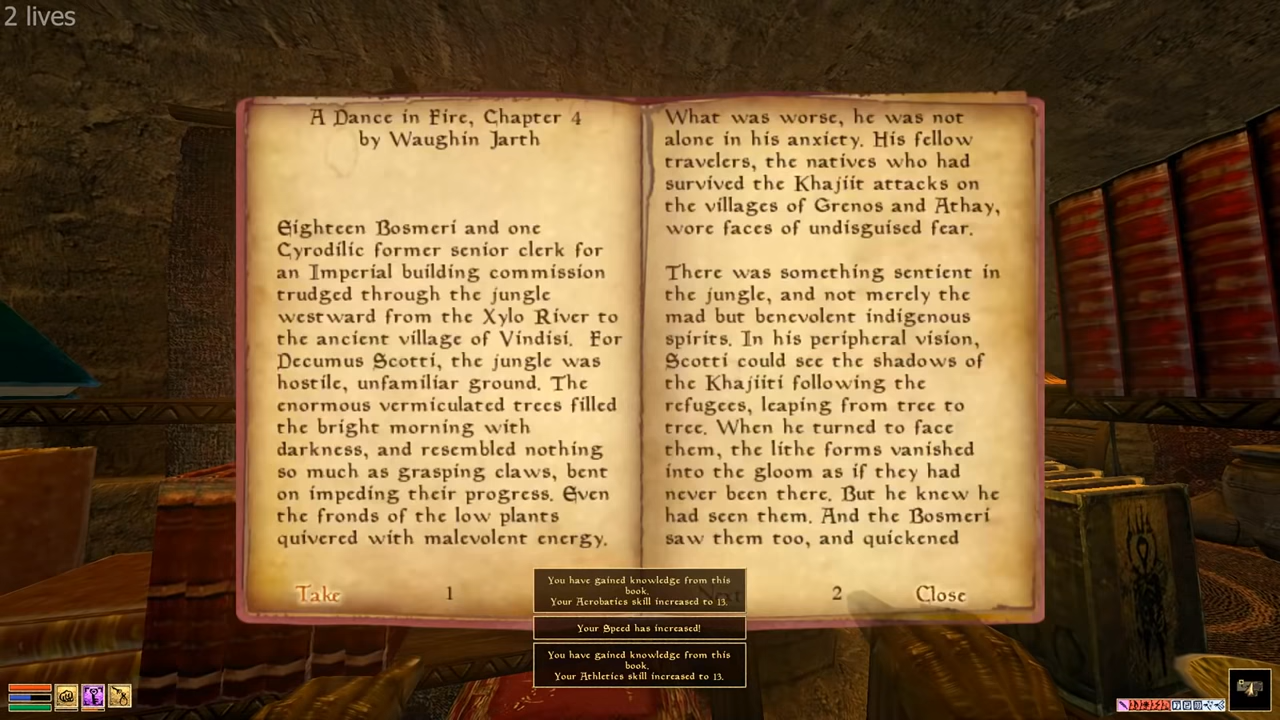 2 lives
A Dance in Fire, Chapter 4
by Waughin Jarth
Eighteen Bosmeri and one
Cyrodilic former senior clerk for
an Imperial building commission
trudged through the jungle
westward from the Xylo River to
the ancient village of Vindisi. For
Decumus Scotti, the jungle was
hostile, unfamiliar ground. The
enormous vermiculated trees filled
the bright morning with
darkness, and resembled nothing
so much as grasping claws, bent
on impeding their progress. Even
the fronds of the low plants
quivered with malevolent energy.
What was worse, he was not
alone in his anxiety. His fellow
travelers, the natives who had
survived the Khajiit attacks on
the villages of Grenos and Athay,
wore faces of undisguised fear.
There was something sentient in
the jungle, and not merely the
mad but benevolent indigenous
spirits. In his peripheral vision,
Scotti could see the shadows of
the Khajiiti following the
refugees, leaping from tree to
tree. When he turned to face
them, the lithe forms vanished
into the gloom as if they had
never been there. But he knew he
had seen them. And the Bosmeri
saw them too, and quickened
Take
1
Next
2
Close
You have gained knowledge from this
book.
Your Acrobatics skill increased to 13.
Your Speed has increased!
You have gained knowledge from this
book.
Your Athletics skill increased to 13.